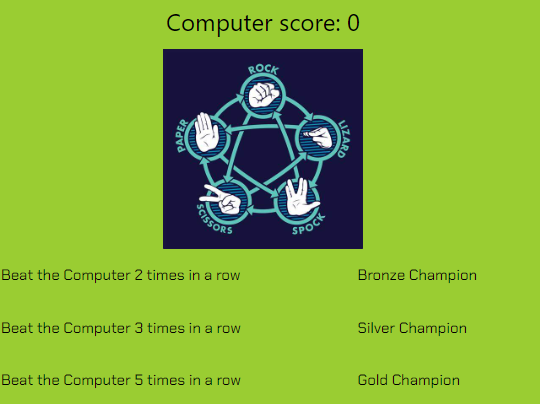 Computer score: 0
ROCK
PAPER
LIZARD
SCISSORS
SPOCK
Beat the Computer 2 times in a row Bronze Champion
Beat the Computer 3 times in a row Silver Champion
Beat the Computer 5 times in a row Gold Champion